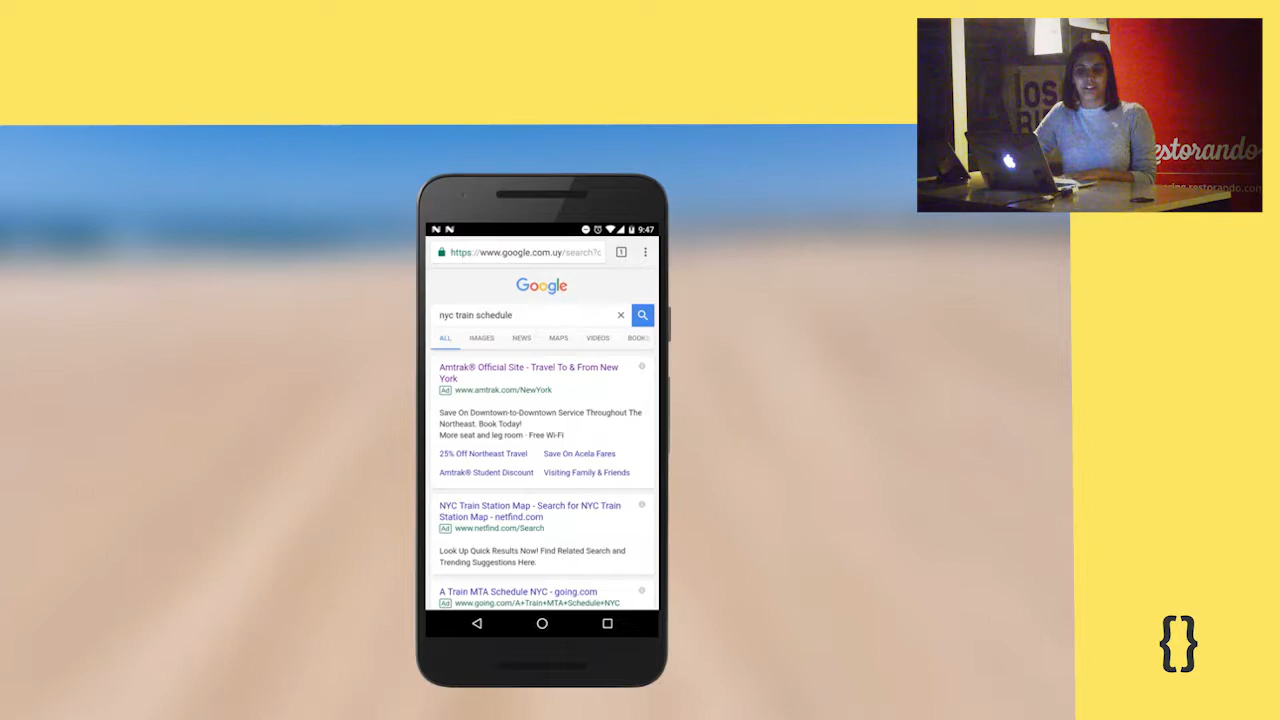 9:47
https://www.google.com.uy/search?
1
Google
nyc train schedule
ALL IMAGES NEWS MAPS VIDEOS BOOKS
Amtrak® Official Site - Travel To & From New
York
Ad www.amtrak.com/NewYork
Save On Downtown-to-Downtown Service Throughout The
Northeast. Book Today!
More seat and leg room · Free Wi-Fi
25% Off Northeast Travel Save On Acela Fares
Amtrak® Student Discount Visiting Family & Friends
NYC Train Station Map - Search for NYC Train
Station Map - netfind.com
Ad www.netfind.com/Search
Look Up Quick Results Now! Find Related Search and
Trending Suggestions Here.
A Train MTA Schedule NYC - going.com
Ad www.going.com/A+Train+MTA+Schedule+NYC
{}
estorando
ring.restorando.com